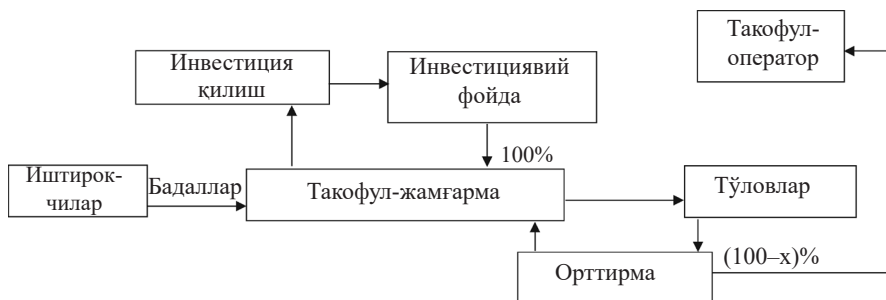 Такофул-
оператор
Инвестиция
қилиш
Инвестициявий
фойда
100%
Иштирок-
чилар
Бадаллар
Такофул-жамғарма
Тўловлар
Орттирма
(100–x)%